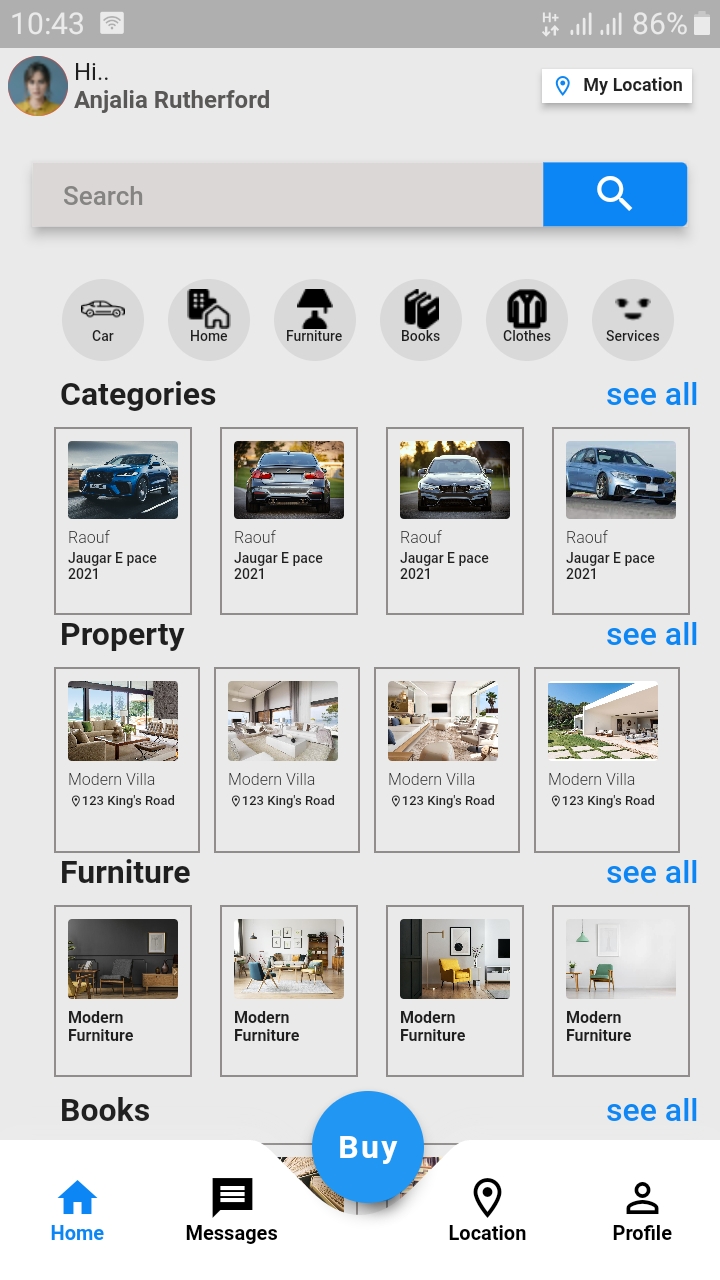 10:43 H+ 86%
Hi..
Anjalia Rutherford
My Location
Search
Car Home Furniture Books Clothes Services
Categories see all
Raouf Raouf Raouf Raouf
Jaugar E pace Jaugar E pace Jaugar E pace Jaugar E pace
2021 2021 2021 2021
Property see all
Modern Villa Modern Villa Modern Villa Modern Villa
123 King's Road 123 King's Road 123 King's Road 123 King's Road
Furniture see all
Modern Modern Modern Modern
Furniture Furniture Furniture Furniture
Books see all
Buy
Home Messages Location Profile